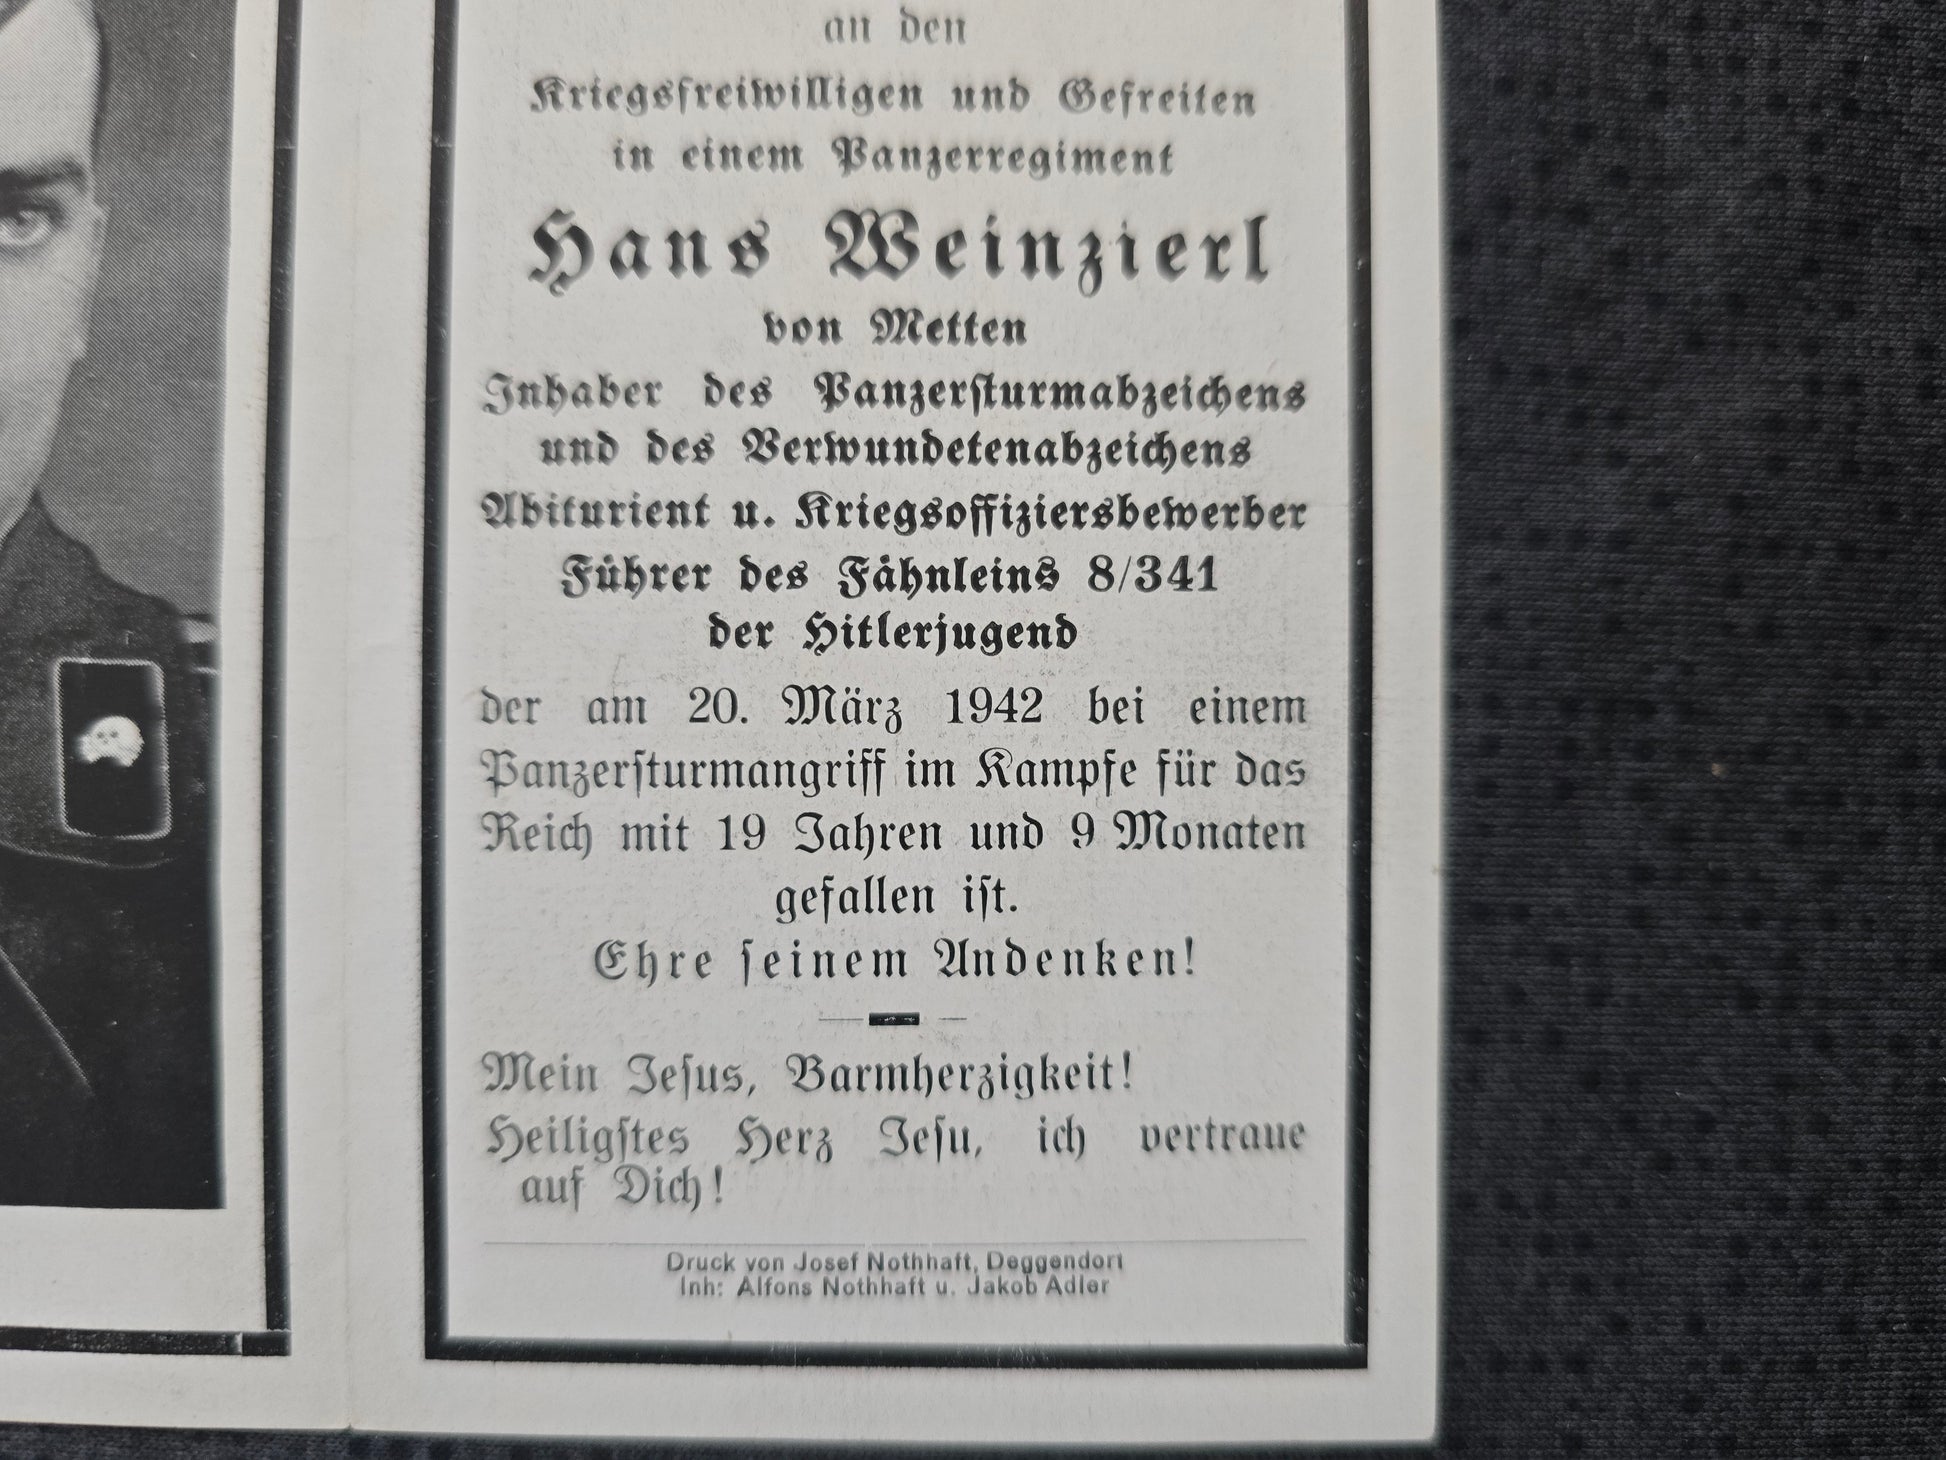 an den
Kriegsfreiwilligen und Gefreiten
in einem Panzerregiment
Hans Weinzierl
von Metten
Inhaber des Panzersturmabzeichens
und des Verwundetenabzeichens
Abiturient u. Kriegsoffiziersbewerber
Führer des Fähnleins 8/341
der Hitlerjugend
der am 20. März 1942 bei einem
Panzersturmangriff im Kampfe für das
Reich mit 19 Jahren und 9 Monaten
gefallen ist.
Ehre seinem Andenken!
Mein Jesus, Barmherzigkeit!
Heiligstes Herz Jesu, ich vertraue
auf Dich!
Druck von Josef Nothhaft, Deggendorf
Inh: Alfons Nothhaft u. Jakob Adler